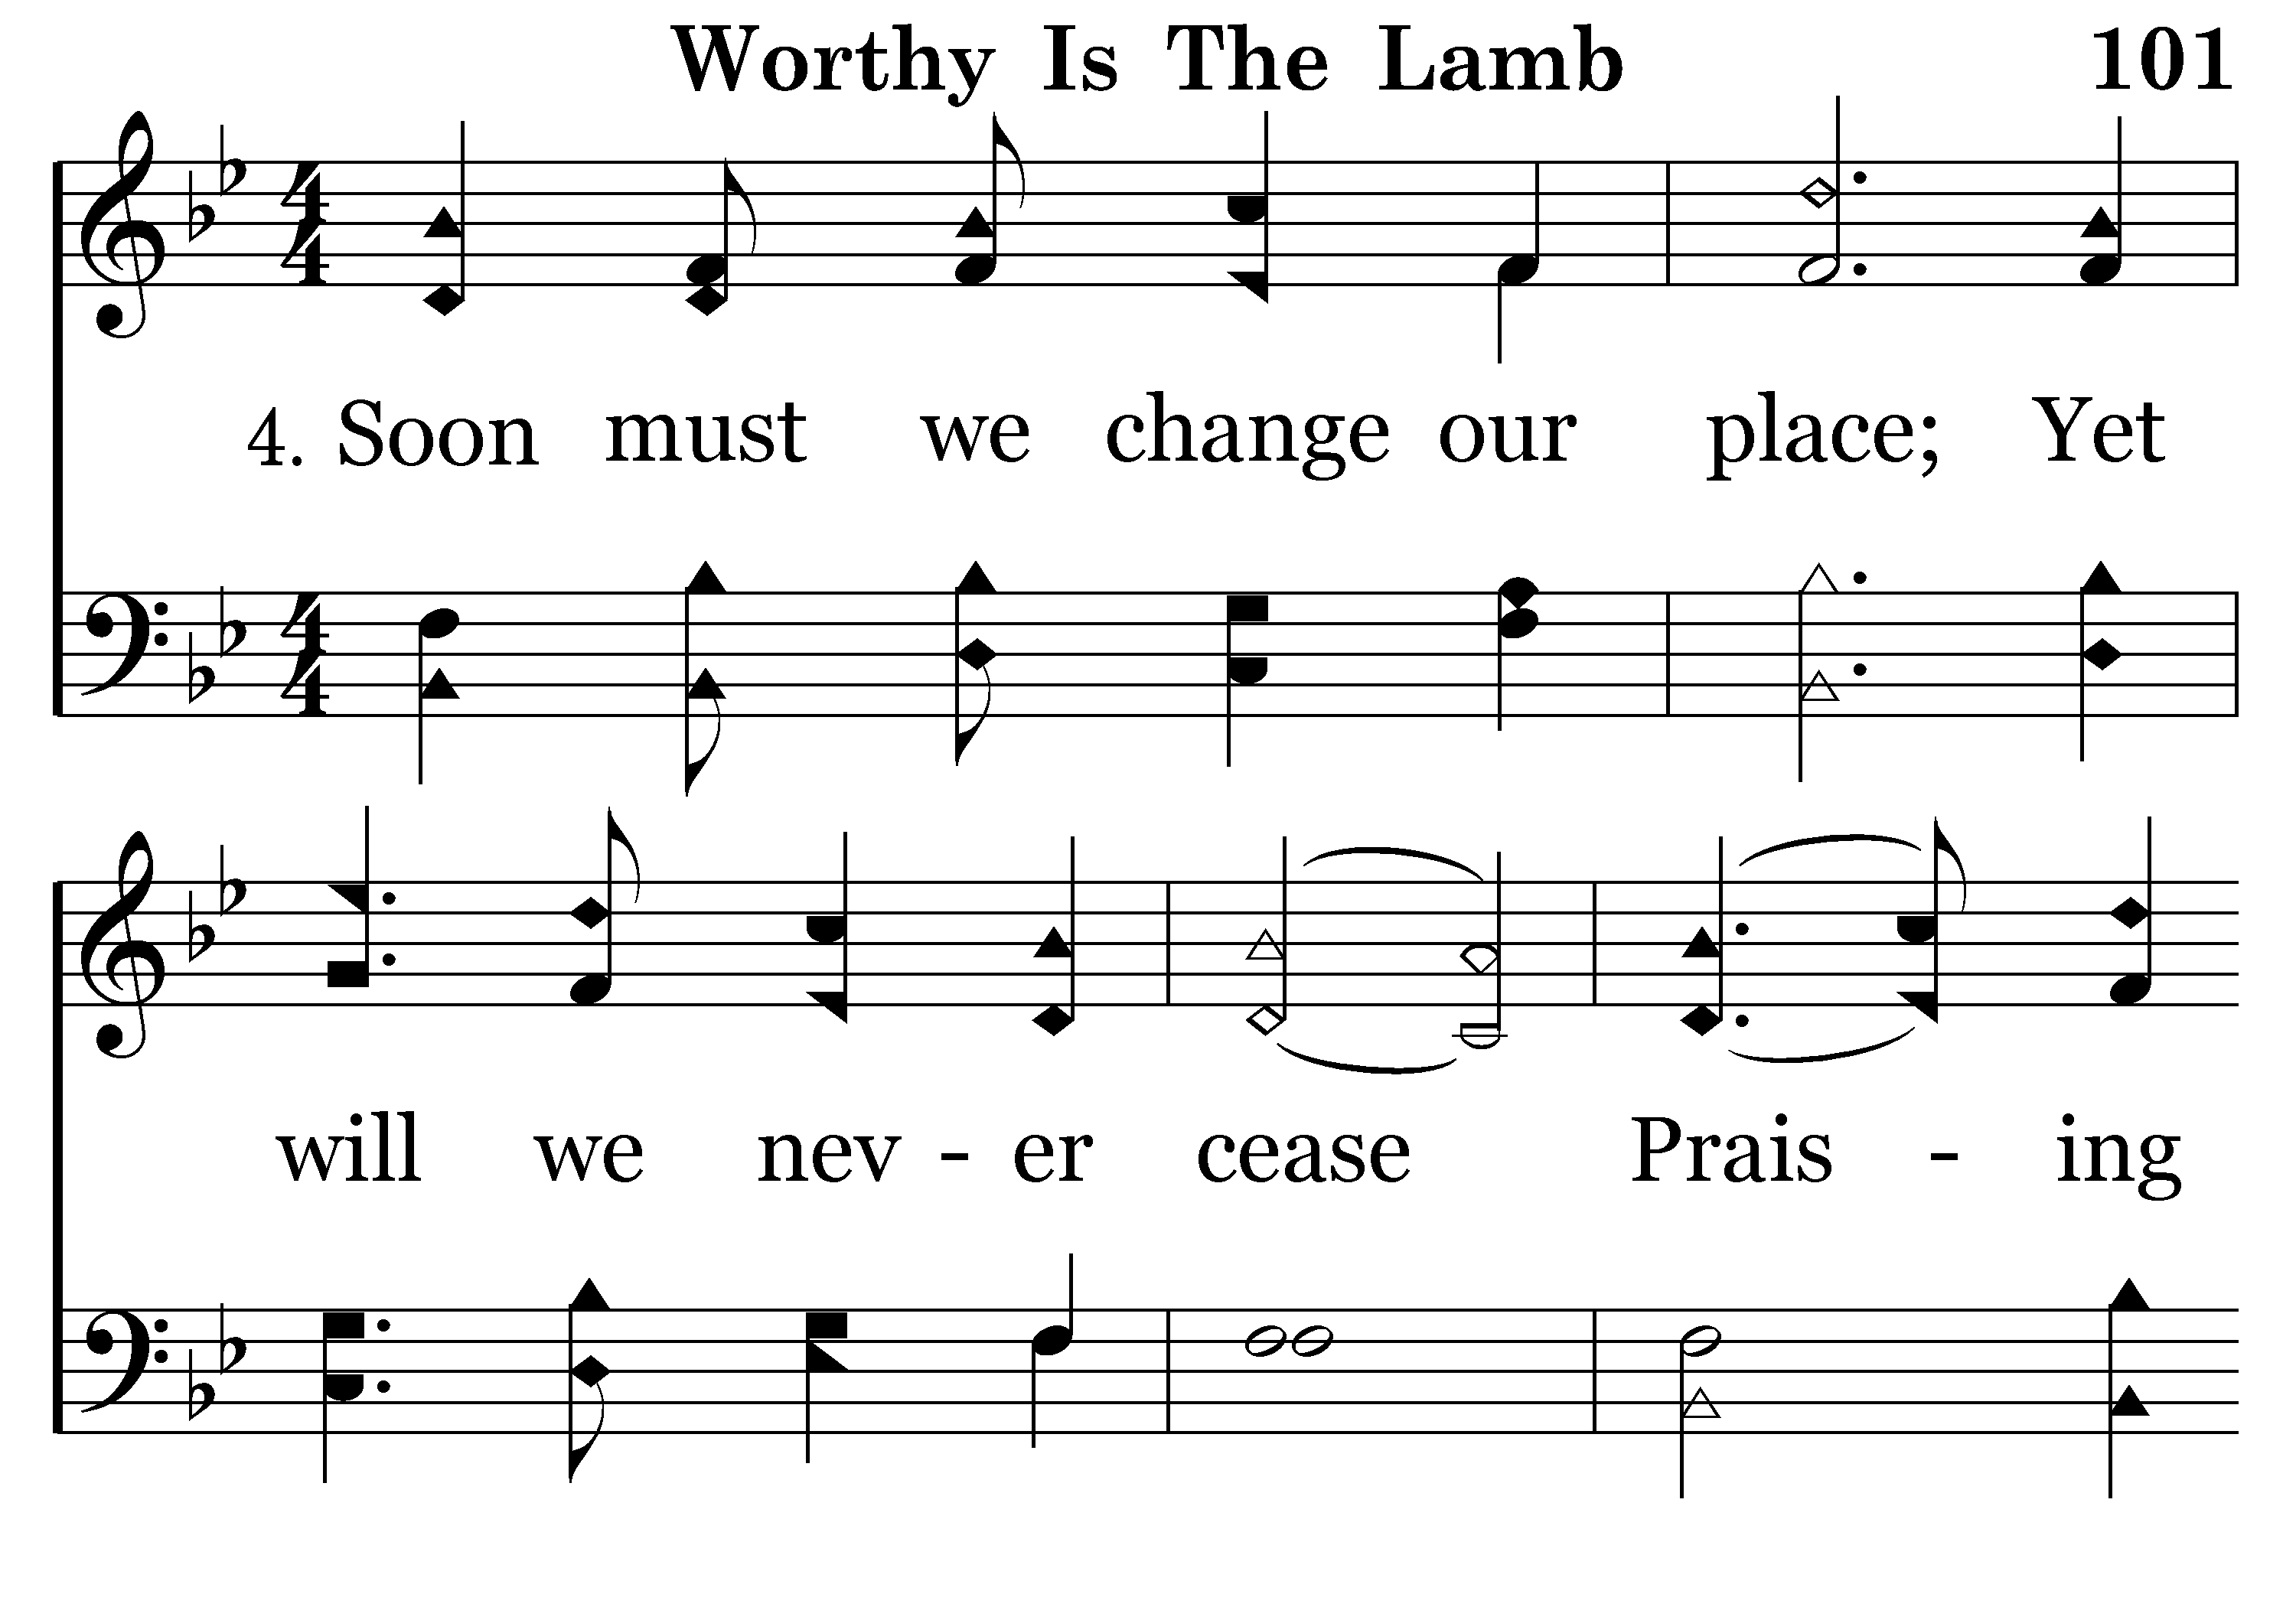 Worthy Is The Lamb 101
4. Soon must we change our place; Yet
will we nev - er cease Prais - ing